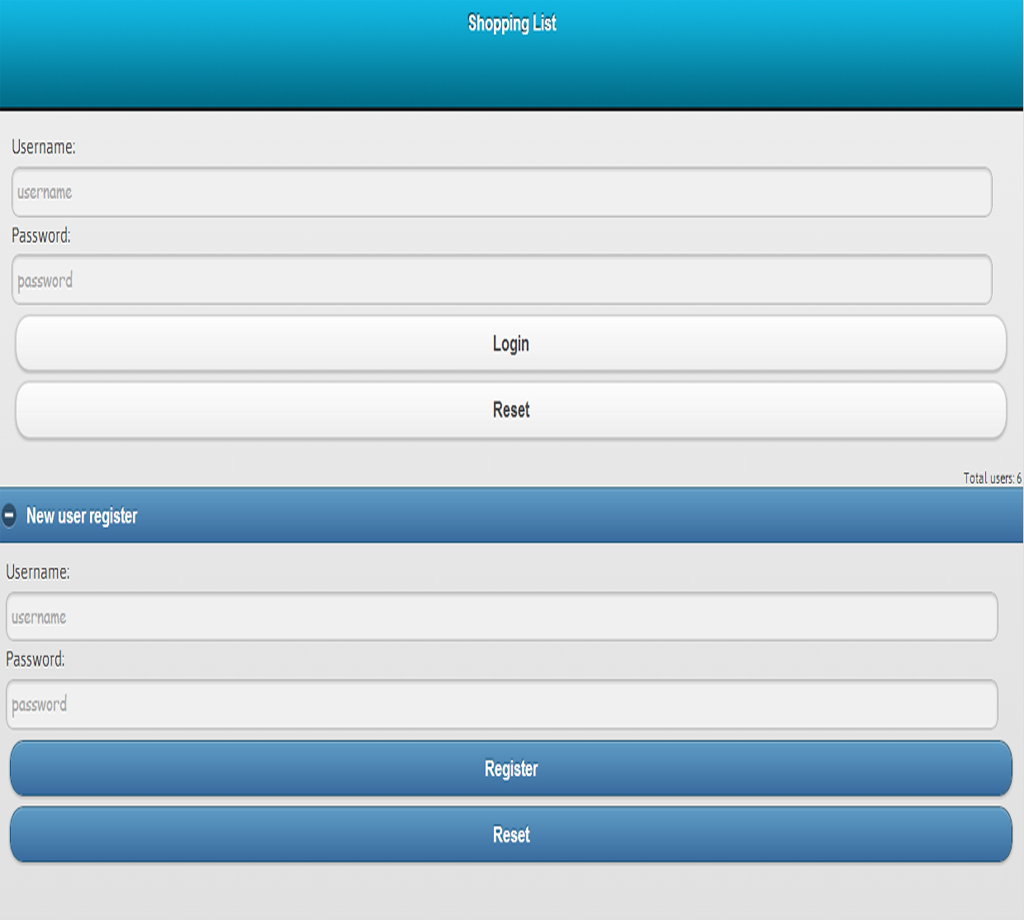 Shopping List
Username:
username
Password:
password
Login
Reset
Total users: 6
New user register
Username:
username
Password:
password
Register
Reset